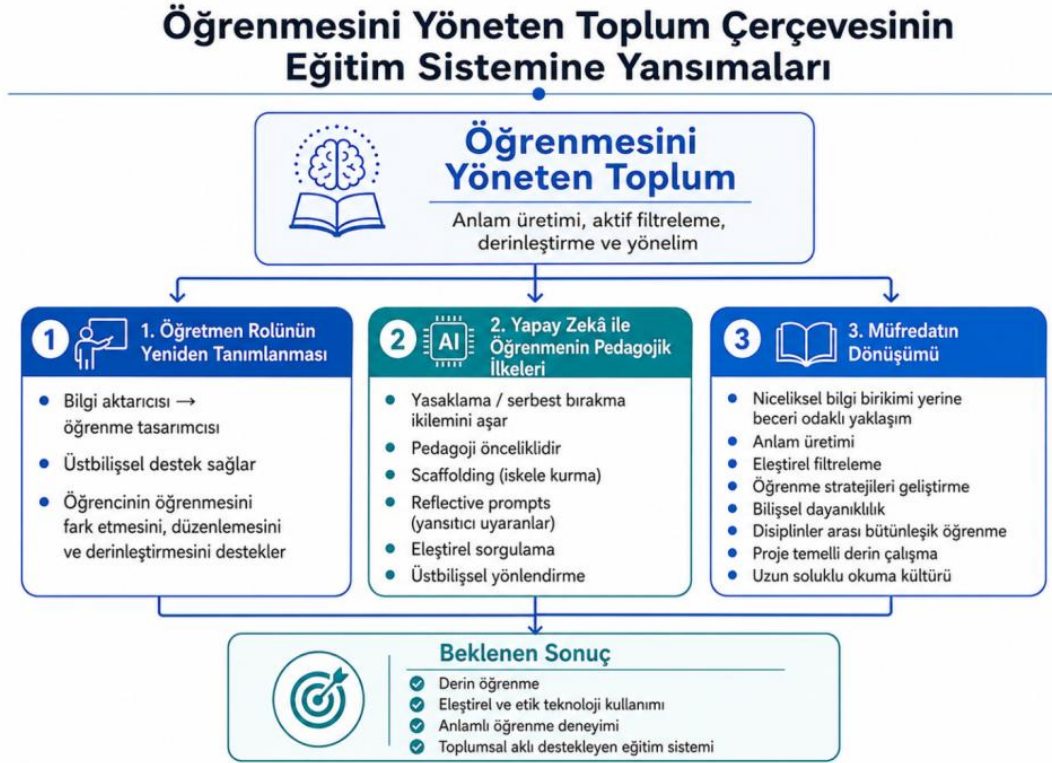 Öğrenmesini Yöneten Toplum Çerçevesinin
Eğitim Sistemine Yansımaları
Öğrenmesini
Yöneten Toplum
Anlam üretimi, aktif filtreleme,
derinleştirme ve yönelim
1
1. Öğretmen Rolünün
Yeniden Tanımlanması
• Bilgi aktarıcısı →
öğrenme tasarımcısı
• Üstbilişsel destek sağlar
• Öğrencinin öğrenmesini
fark etmesini, düzenlemesini
ve derinleştirmesini destekler
2
AI
2. Yapay Zekâ ile
Öğrenmenin Pedagojik
İlkeleri
• Yasaklama / serbest bırakma
ikilemini aşar
• Pedagoji önceliklidir
• Scaffolding (iskele kurma)
• Reflective prompts
(yansıtıcı uyaranlar)
• Eleştirel sorgulama
• Üstbilişsel yönlendirme
3
3. Müfredatın
Dönüşümü
• Niceliksel bilgi birikimi yerine
beceri odaklı yaklaşım
• Anlam üretimi
• Eleştirel filtreleme
• Öğrenme stratejileri geliştirme
• Bilişsel dayanıklılık
• Disiplinler arası bütünleşik öğrenme
• Proje temelli derin çalışma
• Uzun soluklu okuma kültürü
Beklenen Sonuç
Derin öğrenme
Eleştirel ve etik teknoloji kullanımı
Anlamlı öğrenme deneyimi
Toplumsal aklı destekleyen eğitim sistemi